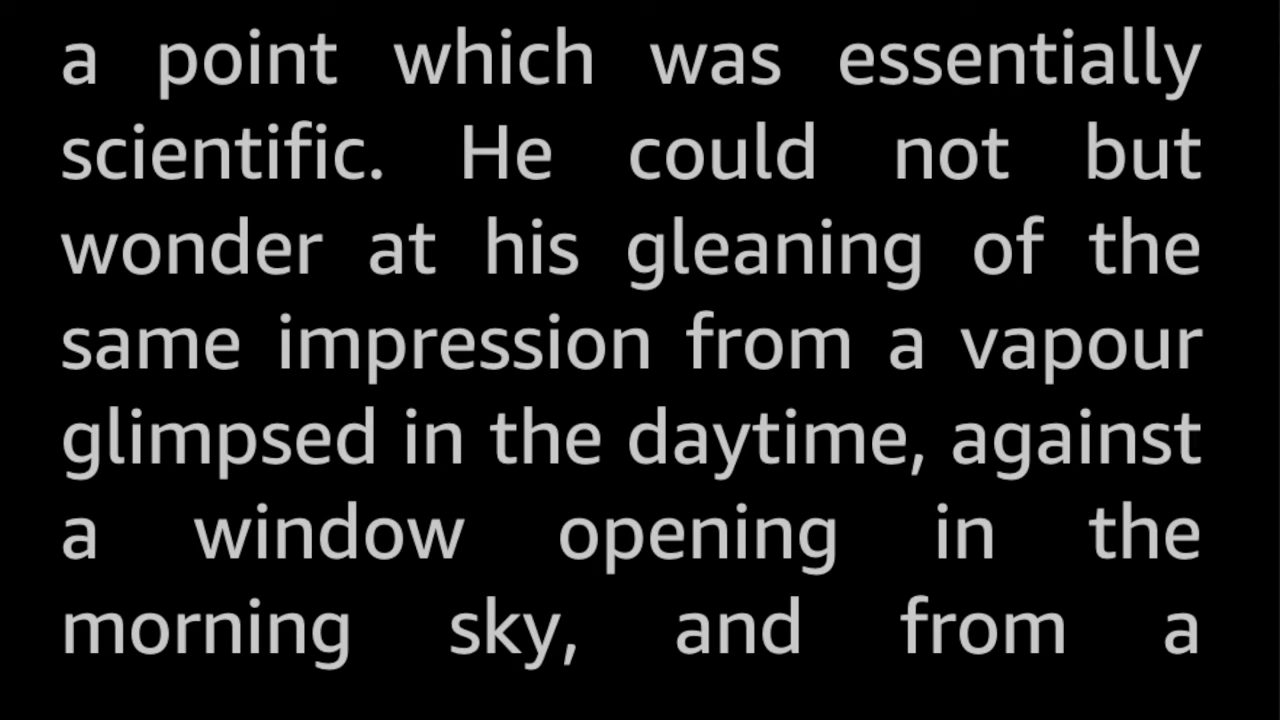 a point which was essentially
scientific. He could not but
wonder at his gleaning of the
same impression from a vapour
glimpsed in the daytime, against
a window opening in the
morning sky, and from a